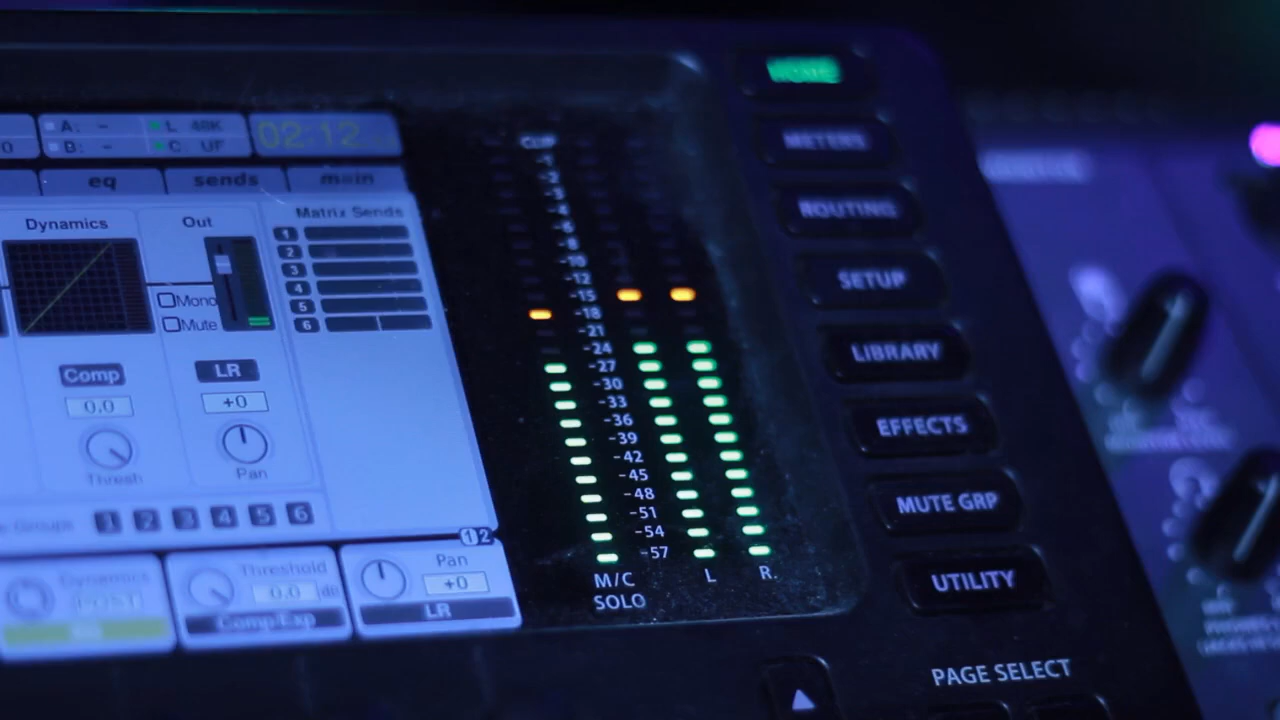 A: - L 48K
0 B: - C: UF
02:12
eq sends main
Dynamics Out Matrix Sends
1
2
3
4
5
6
Mono
Mute
Comp LR
0.0 +0
Thresh Pan
Groups 1 2 3 4 5 6
1 2
Dynamics
Threshold
0.0 dB
Comp/Exp
Pan
+0
LR
CLIP
-1
-2
-3
-4
-6
-8
-10
-12
-15
-18
-21
-24
-27
-30
-33
-36
-39
-42
-45
-48
-51
-54
-57
M/C L R
SOLO
HOME
METERS
ROUTING
SETUP
LIBRARY
EFFECTS
MUTE GRP
UTILITY
PAGE SELECT